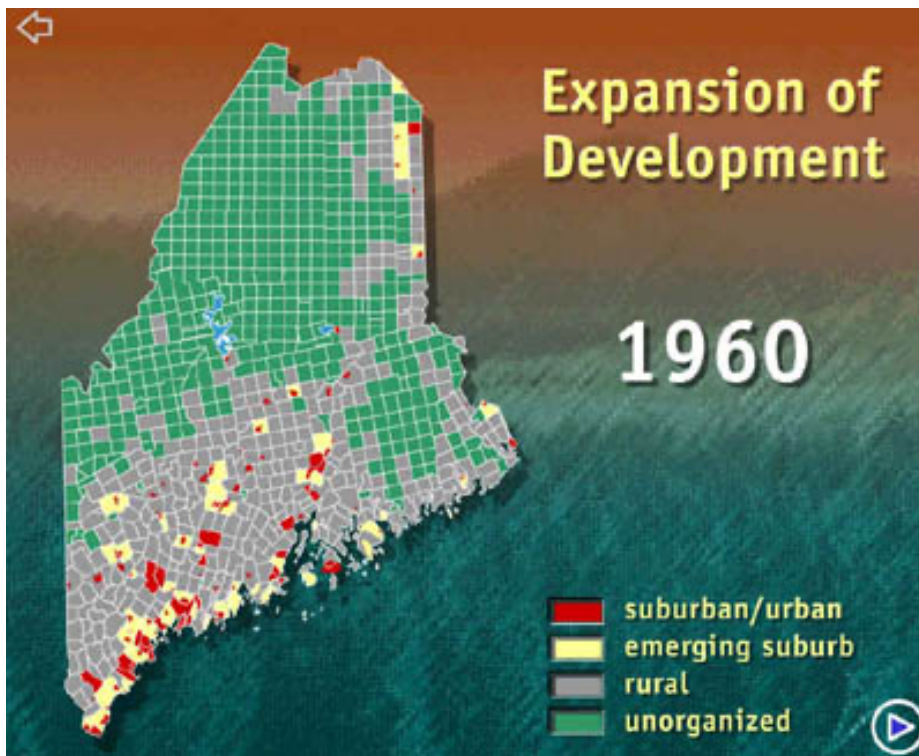 Expansion of
Development
1960
suburban/urban
emerging suburb
rural
unorganized